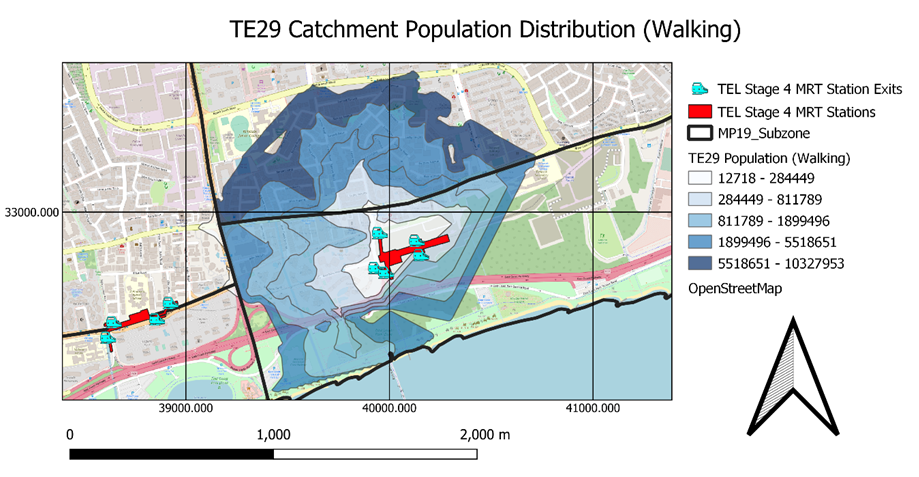 TE29 Catchment Population Distribution (Walking)
TEL Stage 4 MRT Station Exits
TEL Stage 4 MRT Stations
MP19_Subzone
TE29 Population (Walking)
12718 - 284449
284449 - 811789
811789 - 1899496
1899496 - 5518651
5518651 - 10327953
OpenStreetMap
33000.000
39000.000
40000.000
41000.000
0
1,000
2,000 m